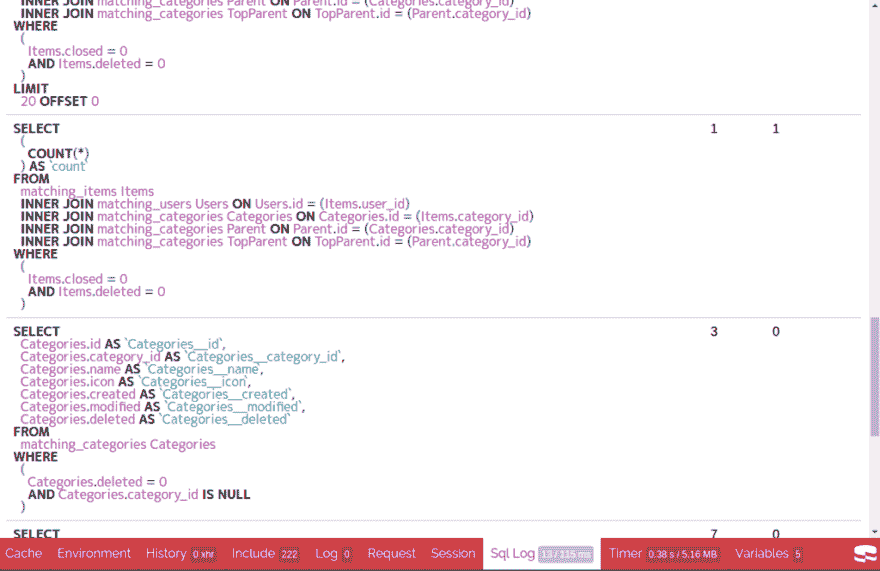 INNER JOIN matching_categories Parent ON Parent.id = (Categories.category_id)
INNER JOIN matching_categories TopParent ON TopParent.id = (Parent.category_id)
WHERE
(
Items.closed = 0
AND Items.deleted = 0
)
LIMIT
20 OFFSET 0
SELECT 1 1
(
COUNT(*)
) AS `count`
FROM
matching_items Items
INNER JOIN matching_users Users ON Users.id = (Items.user_id)
INNER JOIN matching_categories Categories ON Categories.id = (Items.category_id)
INNER JOIN matching_categories Parent ON Parent.id = (Categories.category_id)
INNER JOIN matching_categories TopParent ON TopParent.id = (Parent.category_id)
WHERE
(
Items.closed = 0
AND Items.deleted = 0
)
SELECT 3 0
Categories.id AS `Categories__id`,
Categories.category_id AS `Categories__category_id`,
Categories.name AS `Categories__name`,
Categories.icon AS `Categories__icon`,
Categories.created AS `Categories__created`,
Categories.modified AS `Categories__modified`,
Categories.deleted AS `Categories__deleted`
FROM
matching_categories Categories
WHERE
(
Categories.deleted = 0
AND Categories.category_id IS NULL
)
SELECT 7 0
Cache Environment History 0 xhr Include 222 Log 0 Request Session Sql Log 13 / 115 ms Timer 0.38 s / 5.16 MB Variables 5